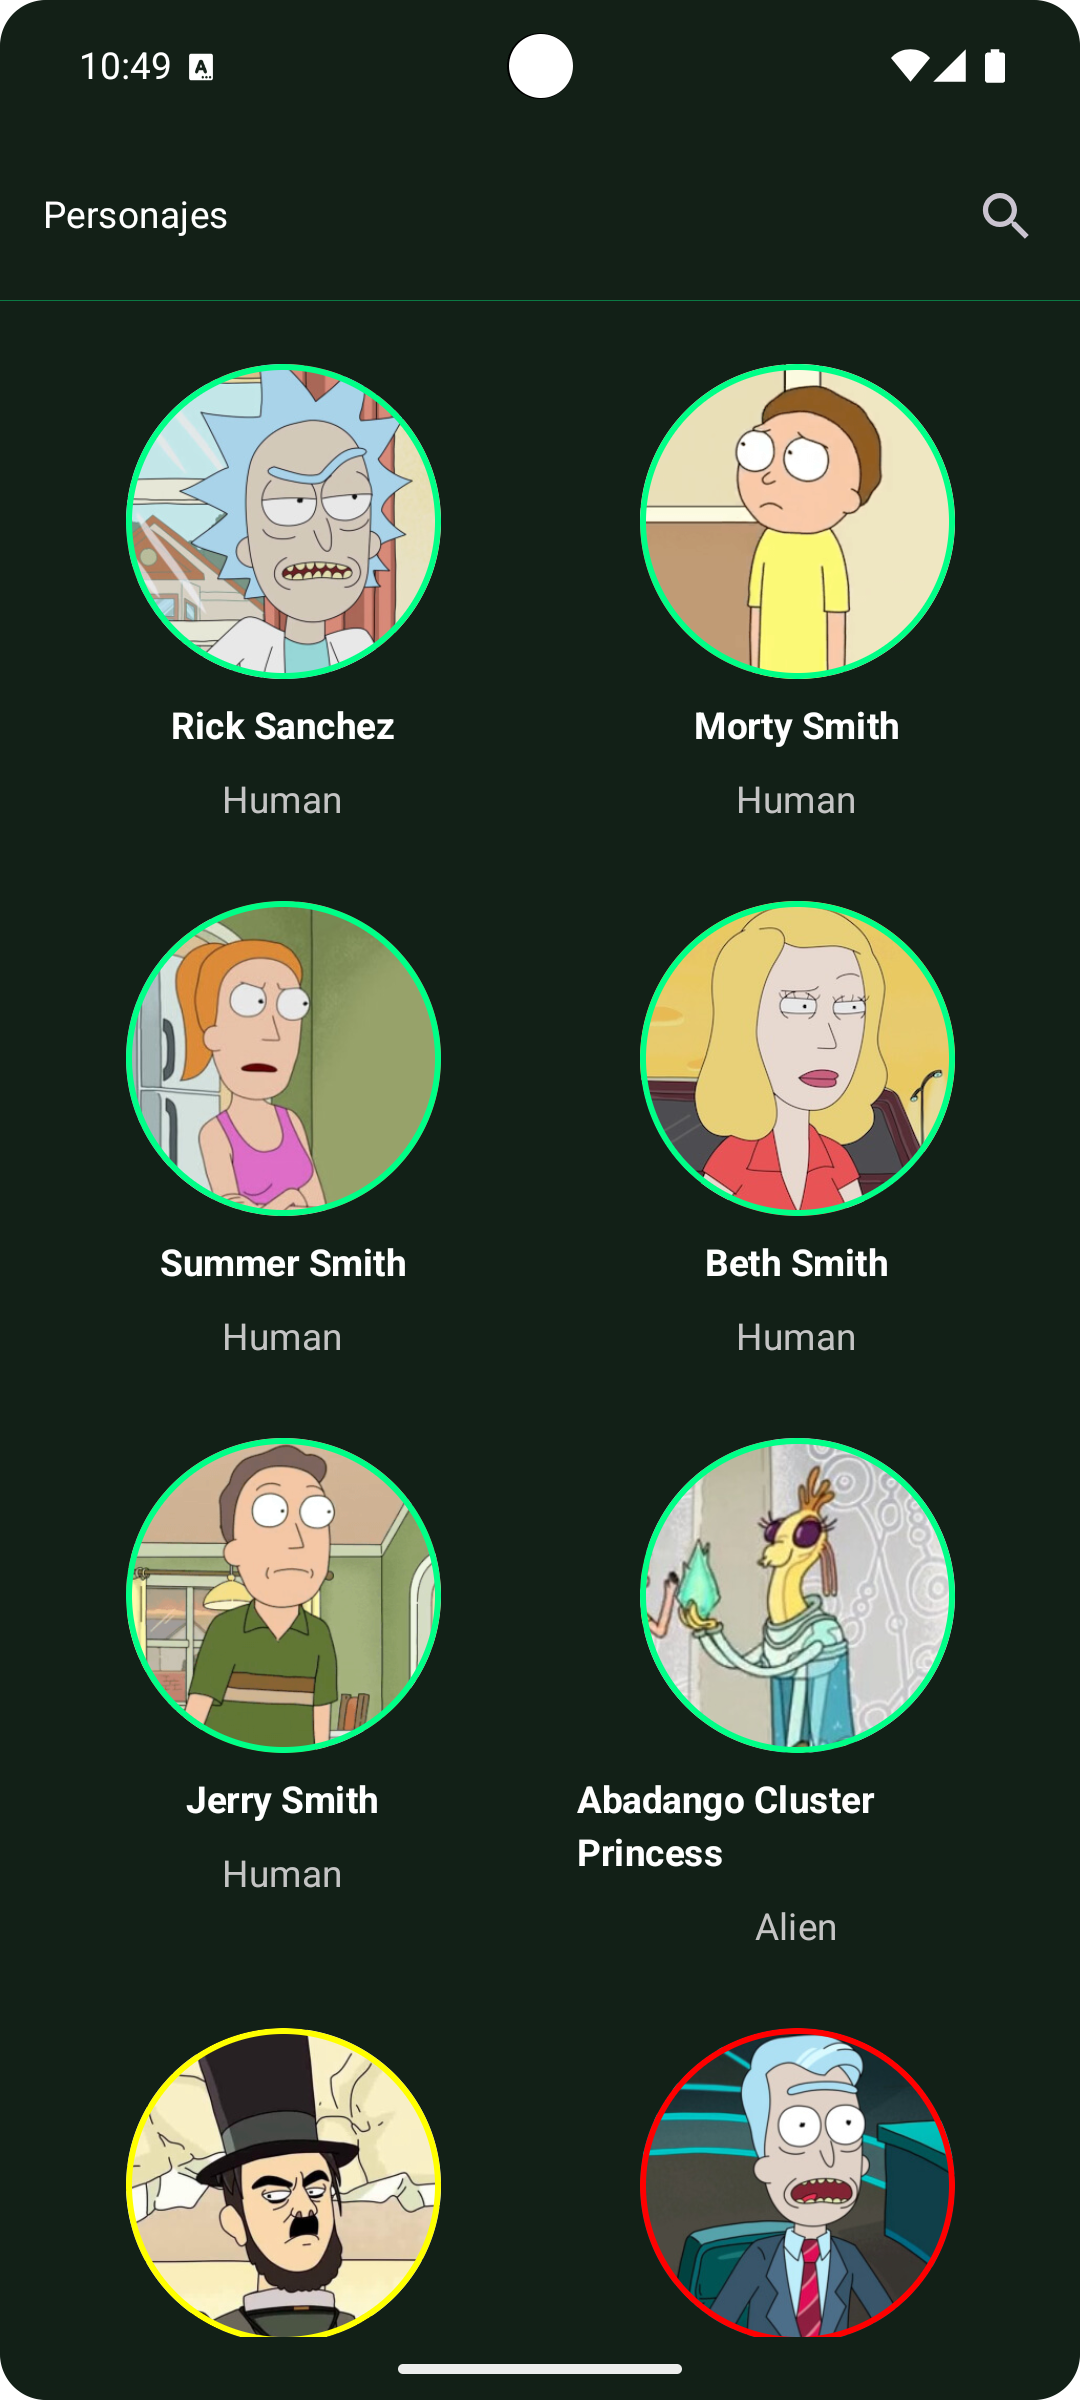 10:49
Personajes
Rick Sanchez
Morty Smith
Human
Human
Summer Smith
Beth Smith
Human
Human
Jerry Smith
Abadango Cluster
Princess
Human
Alien